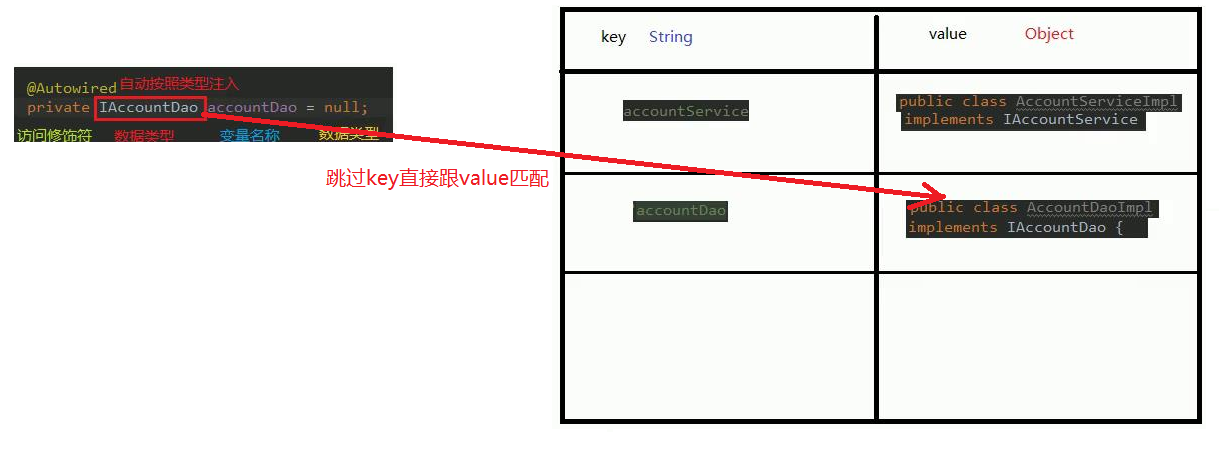 @Autowired 自动按照类型注入
private IAccountDao accountDao = null;
访问修饰符 数据类型 变量名称 数据类型
跳过key直接跟value匹配
key String value Object
accountService
public class AccountServiceImpl
implements IAccountService
accountDao
public class AccountDaoImpl
implements IAccountDao {